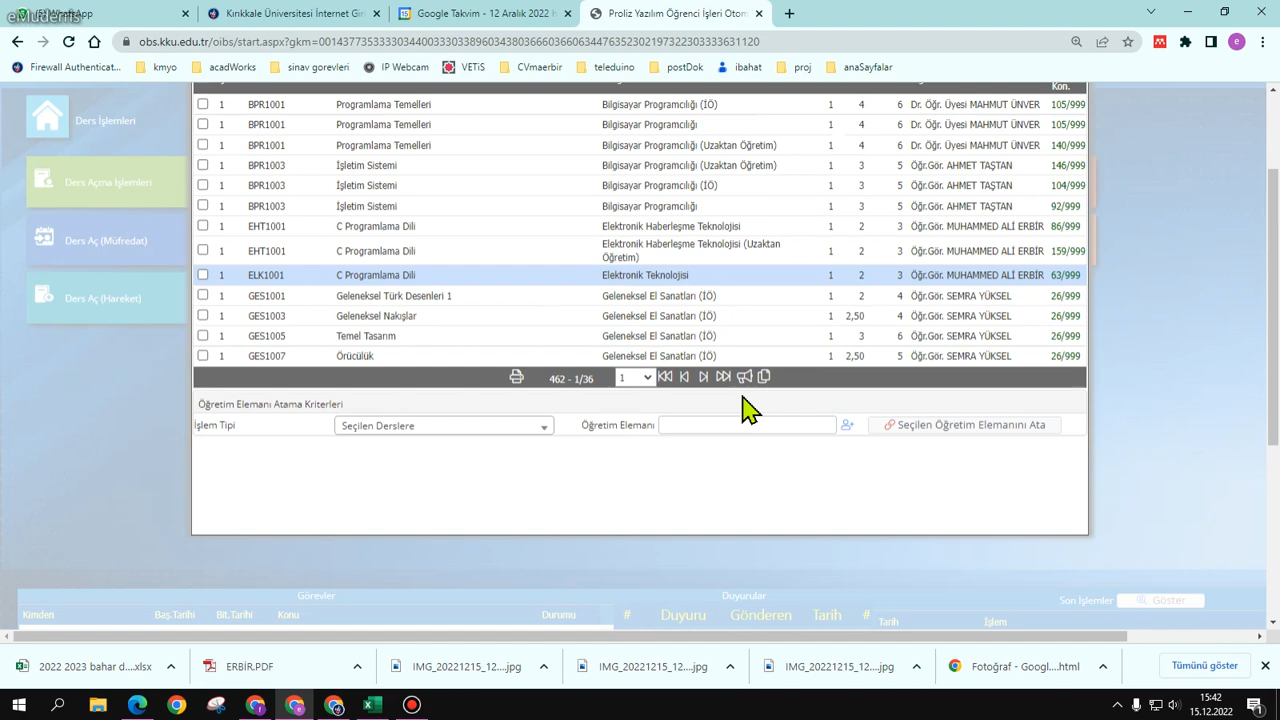 eMuderris
WhatsApp
Kırıkkale Üniversitesi İnternet Gir
Google Takvim - 12 Aralık 2022 h
Proliz Yazılım Öğrenci İşleri Otom
obs.kku.edu.tr/oibs/start.aspx?gkm=00143773533330344003330338960343803660366063447635230219732230333363​1120
Firewall Authenticat...
kmyo
acadWorks
sinav gorevleri
IP Webcam
VETiS
CVmaerbir
teleduino
postDok
ibahat
proj
anaSayfalar
Kon.
1 BPR1001 Programlama Temelleri Bilgisayar Programcılığı (İÖ) 1 4 6 Dr. Öğr. Üyesi MAHMUT ÜNVER 105/999
1 BPR1001 Programlama Temelleri Bilgisayar Programcılığı 1 4 6 Dr. Öğr. Üyesi MAHMUT ÜNVER 105/999
1 BPR1001 Programlama Temelleri Bilgisayar Programcılığı (Uzaktan Öğretim) 1 4 6 Dr. Öğr. Üyesi MAHMUT ÜNVER 140/999
1 BPR1003 İşletim Sistemi Bilgisayar Programcılığı (Uzaktan Öğretim) 1 3 5 Öğr.Gör. AHMET TAŞTAN 146/999
1 BPR1003 İşletim Sistemi Bilgisayar Programcılığı (İÖ) 1 3 5 Öğr.Gör. AHMET TAŞTAN 104/999
1 BPR1003 İşletim Sistemi Bilgisayar Programcılığı 1 3 5 Öğr.Gör. AHMET TAŞTAN 92/999
1 EHT1001 C Programlama Dili Elektronik Haberleşme Teknolojisi 1 2 3 Öğr.Gör. MUHAMMED ALİ ERBİR 86/999
1 EHT1001 C Programlama Dili Elektronik Haberleşme Teknolojisi (Uzaktan Öğretim) 1 2 3 Öğr.Gör. MUHAMMED ALİ ERBİR 159/999
1 ELK1001 C Programlama Dili Elektronik Teknolojisi 1 2 3 Öğr.Gör. MUHAMMED ALİ ERBİR 63/999
1 GES1001 Geleneksel Türk Desenleri 1 Geleneksel El Sanatları (İÖ) 1 2 4 Öğr.Gör. SEMRA YÜKSEL 26/999
1 GES1003 Geleneksel Nakışlar Geleneksel El Sanatları (İÖ) 1 2,50 4 Öğr.Gör. SEMRA YÜKSEL 26/999
1 GES1005 Temel Tasarım Geleneksel El Sanatları (İÖ) 1 3 6 Öğr.Gör. SEMRA YÜKSEL 26/999
1 GES1007 Örücülük Geleneksel El Sanatları (İÖ) 1 2,50 5 Öğr.Gör. SEMRA YÜKSEL 26/999
462 - 1/36 1
Ders İşlemleri
Ders Açma İşlemleri
Ders Aç (Müfredat)
Ders Aç (Hareket)
Öğretim Elemanı Atama Kriterleri
İşlem Tipi Seçilen Derslere Öğretim Elemanı Seçilen Öğretim Elemanını Ata
Görevler Duyurular Son İşlemler Göster
Kimden Baş.Tarihi Bit.Tarihi Konu Durumu # Duyuru Gönderen Tarih # Tarih İşlem
2022 2023 bahar d....xlsx
ERBİR.PDF
IMG_20221215_12....jpg
IMG_20221215_12....jpg
IMG_20221215_12....jpg
Fotoğraf - Googl....html
Tümünü göster
15:42
15.12.2022
1